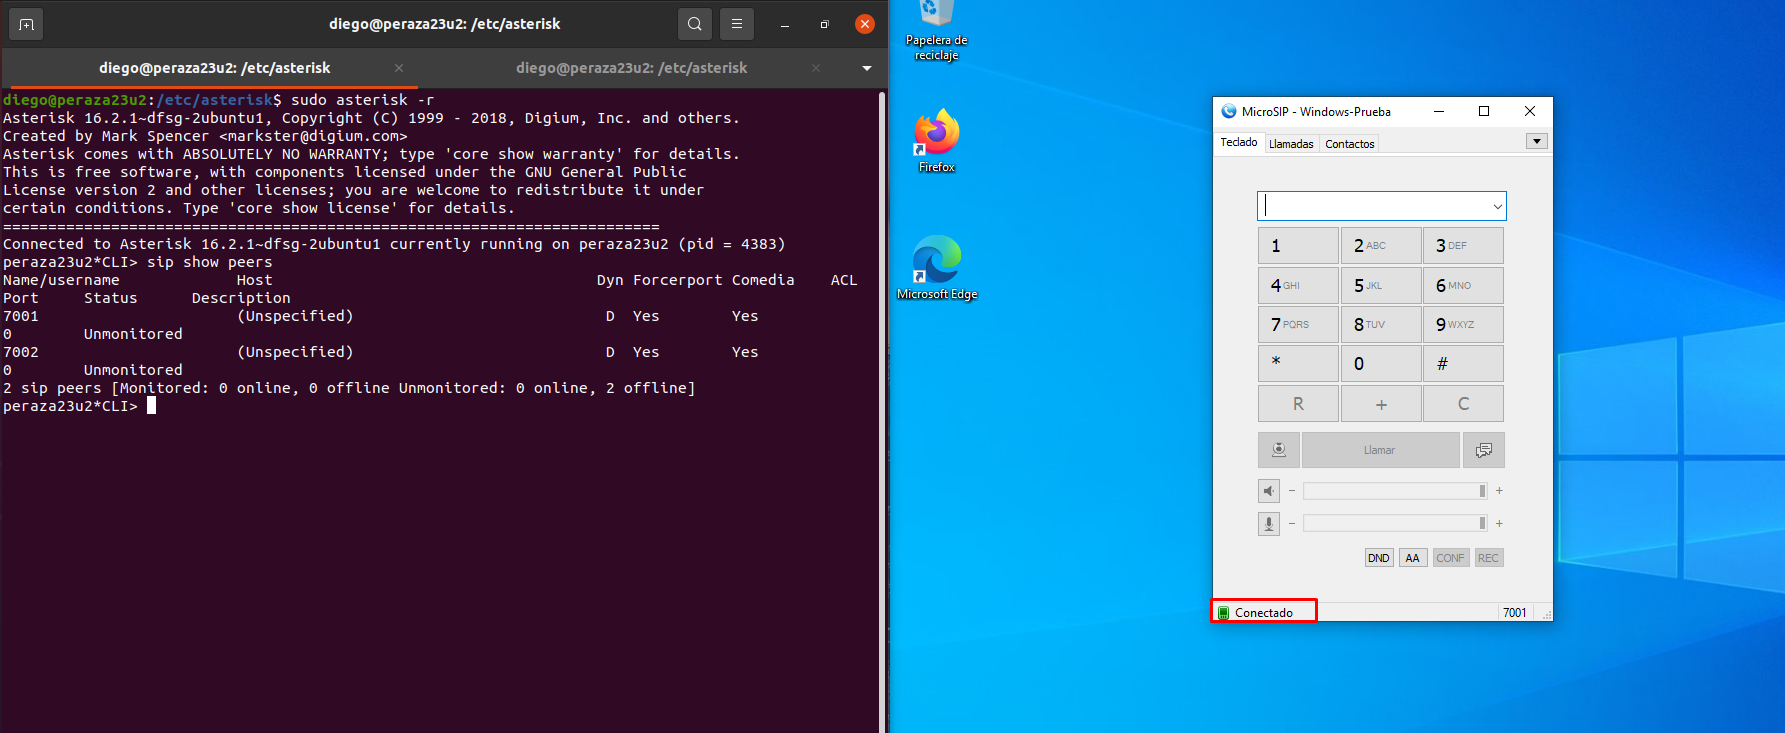 diego@peraza23u2: /etc/asterisk
diego@peraza23u2: /etc/asterisk
diego@peraza23u2: /etc/asterisk
diego@peraza23u2:/etc/asterisk$ sudo asterisk -r
Asterisk 16.2.1~dfsg-2ubuntu1, Copyright (C) 1999 - 2018, Digium, Inc. and others.
Created by Mark Spencer <markster@digium.com>
Asterisk comes with ABSOLUTELY NO WARRANTY; type 'core show warranty' for details.
This is free software, with components licensed under the GNU General Public
License version 2 and other licenses; you are welcome to redistribute it under
certain conditions. Type 'core show license' for details.
=========================================================================
Connected to Asterisk 16.2.1~dfsg-2ubuntu1 currently running on peraza23u2 (pid = 4383)
peraza23u2*CLI> sip show peers
Name/username Host Dyn Forcerport Comedia ACL
Port Status Description
7001 (Unspecified) D Yes Yes
0 Unmonitored
7002 (Unspecified) D Yes Yes
0 Unmonitored
2 sip peers [Monitored: 0 online, 0 offline Unmonitored: 0 online, 2 offline]
peraza23u2*CLI>
Papelera de
reciclaje
Firefox
Microsoft Edge
MicroSIP - Windows-Prueba
Teclado Llamadas Contactos
1 2 ABC 3 DEF
4 GHI 5 JKL 6 MNO
7 PQRS 8 TUV 9 WXYZ
* 0 #
R + C
Llamar
- +
- +
DND AA CONF REC
Conectado 7001